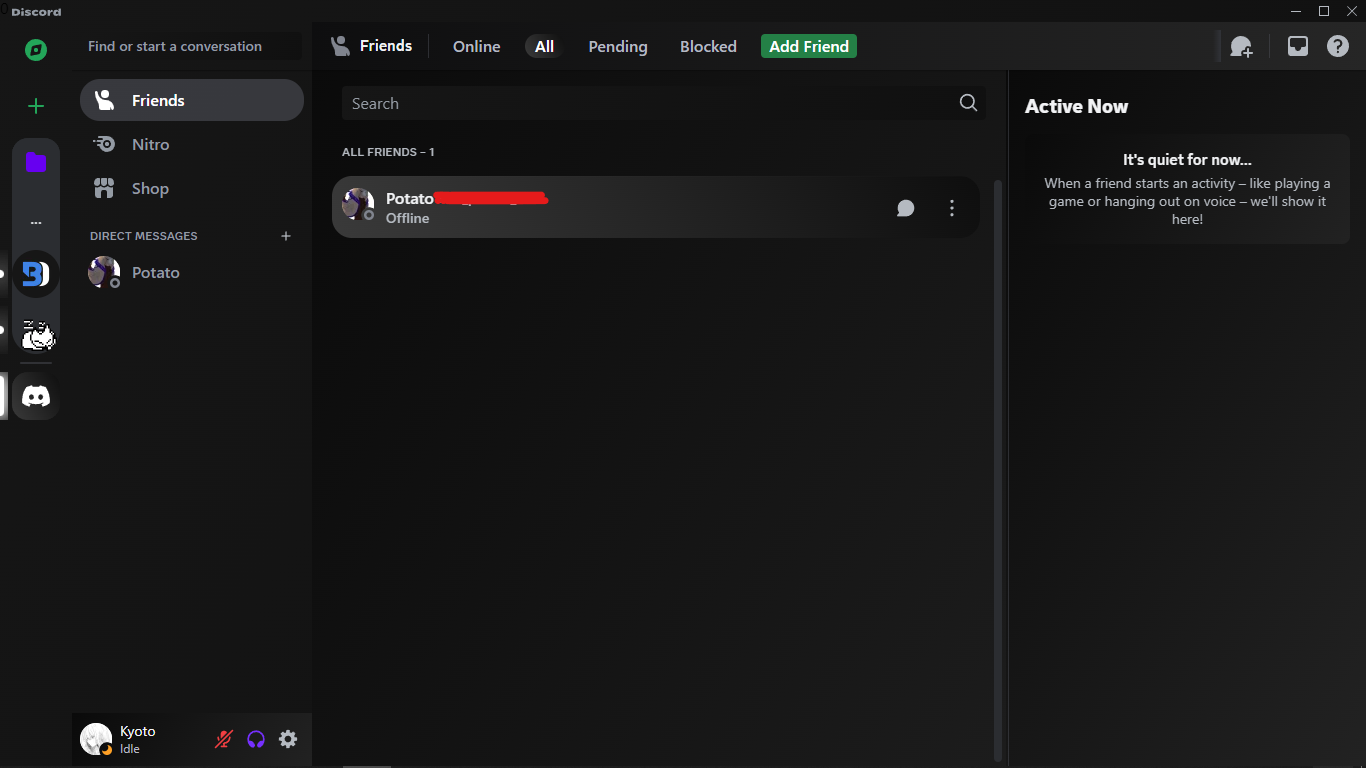 Discord
Find or start a conversation
Friends
Nitro
Shop
DIRECT MESSAGES
Potato
Kyoto
Idle
Friends
Online
All
Pending
Blocked
Add Friend
Search
ALL FRIENDS – 1
Potato
Offline
Active Now
It's quiet for now...
When a friend starts an activity – like playing a
game or hanging out on voice – we'll show it
here!